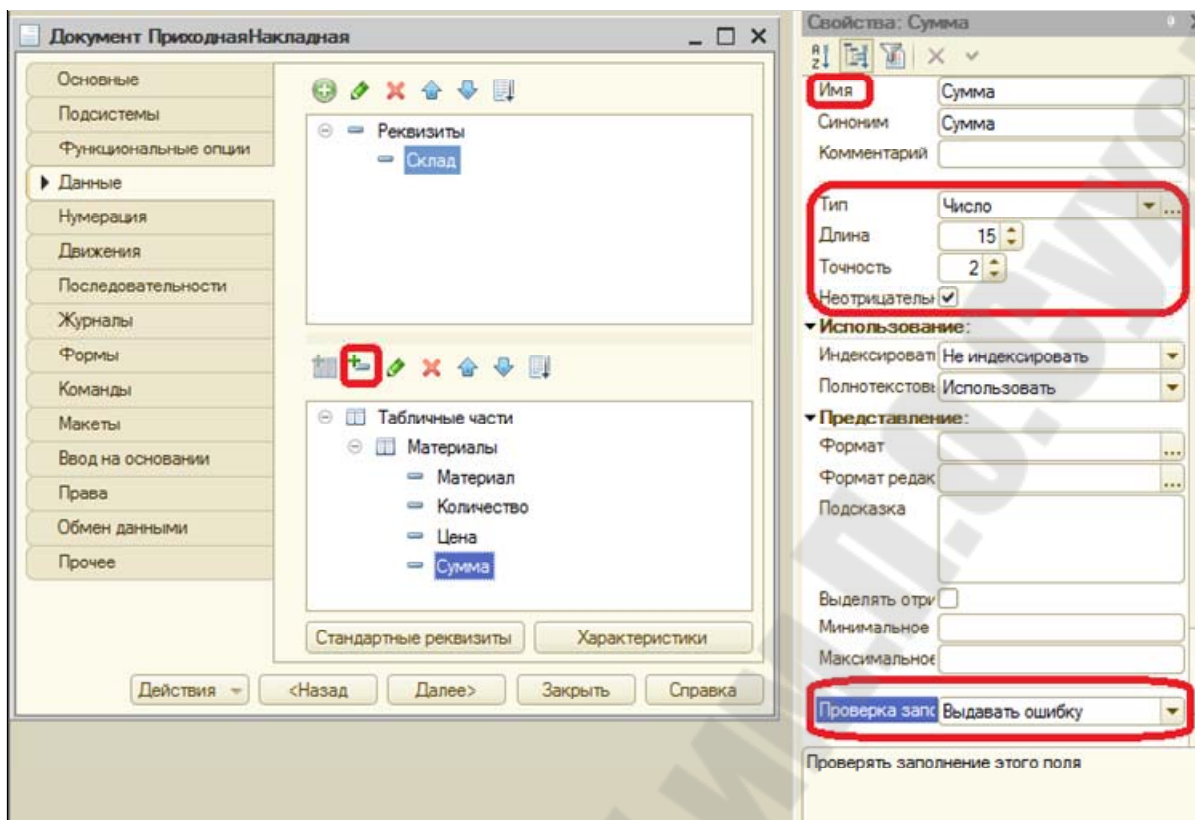 Документ ПриходнаяНакладная
Основные
Подсистемы
Функциональные опции
Данные
Нумерация
Движения
Последовательности
Журналы
Формы
Команды
Макеты
Ввод на основании
Права
Обмен данными
Прочее
Реквизиты
Склад
Табличные части
Материалы
Материал
Количество
Цена
Сумма
Стандартные реквизиты Характеристики
Действия <Назад Далее> Закрыть Справка
Свойства: Сумма
Имя Сумма
Синоним Сумма
Комментарий
Тип Число ...
Длина 15
Точность 2
Неотрицательн
Использование:
Индексироват Не индексировать
Полнотекстовь Использовать
Представление:
Формат ...
Формат редак ...
Подсказка
Выделять отри
Минимальное
Максимальное
Проверка запо Выдавать ошибку
Проверять заполнение этого поля